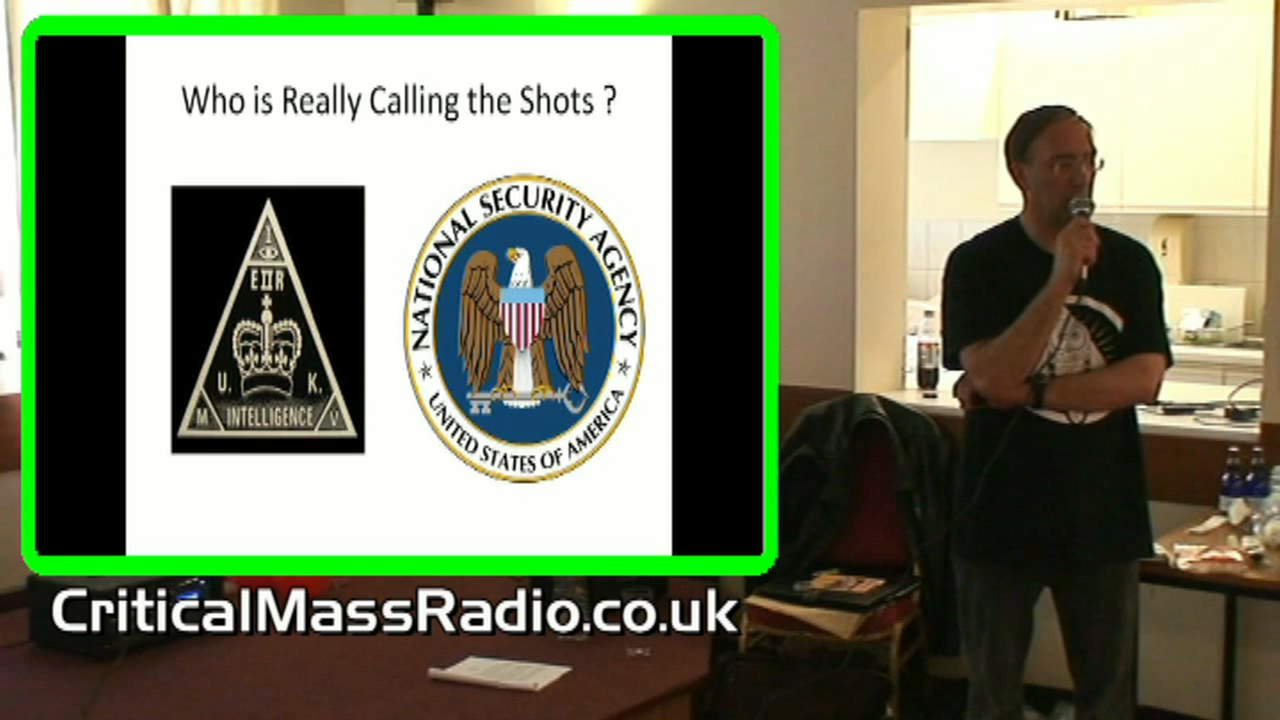 Who is Really Calling the Shots ?
I
EIIR
U. K.
M INTELLIGENCE V
NATIONAL SECURITY AGENCY
UNITED STATES OF AMERICA
CriticalMassRadio.co.uk